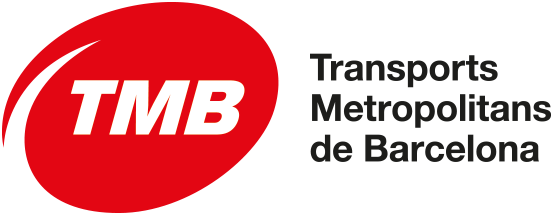 TMB
Transports
Metropolitans
de Barcelona